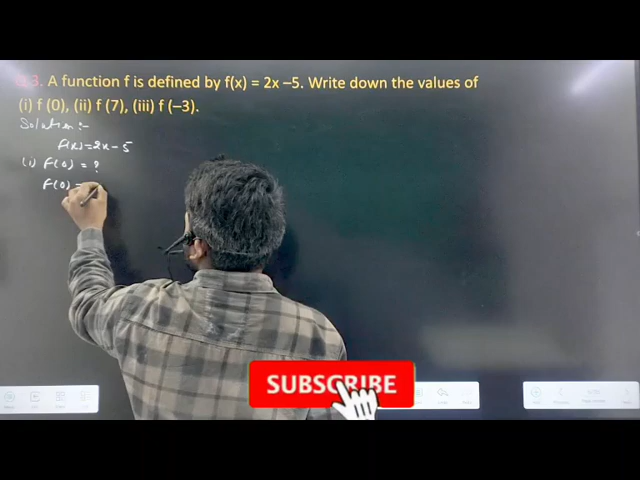 Q.3. A function f is defined by f(x) = 2x –5. Write down the values of
(i) f (0), (ii) f (7), (iii) f (–3).
Solution:-
f(x)=2x-5
(i) f(0) = ?
f(0) =
SUBSCRIBE